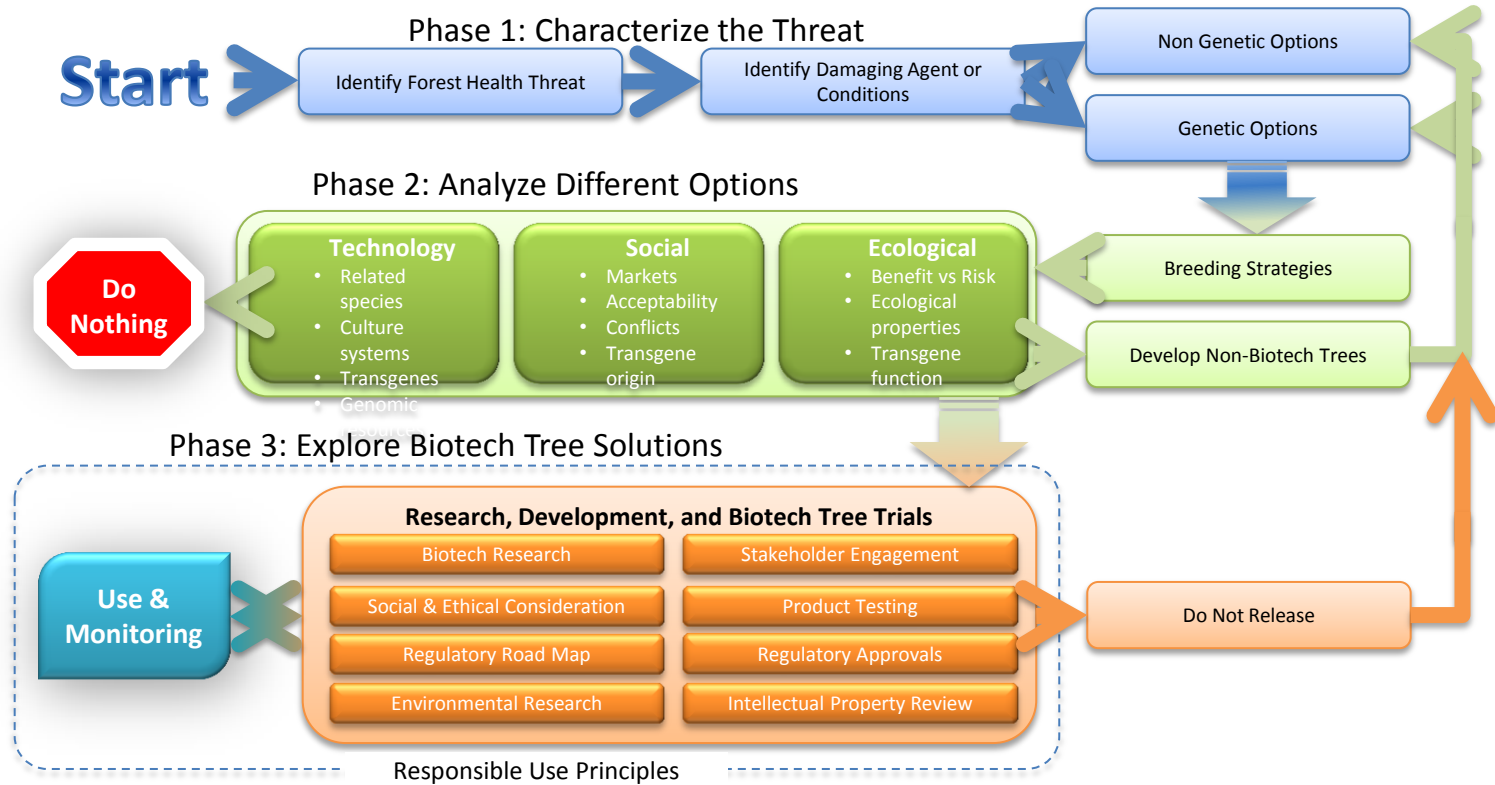 Phase 1: Characterize the Threat
Start
Identify Forest Health Threat
Identify Damaging Agent or
Conditions
Non Genetic Options
Genetic Options
Phase 2: Analyze Different Options
Do
Nothing
Technology
• Related
species
• Culture
systems
• Transgenes
• Genomic
resources
Social
• Markets
• Acceptability
• Conflicts
• Transgene
origin
Ecological
• Benefit vs Risk
• Ecological
properties
• Transgene
function
Breeding Strategies
Develop Non-Biotech Trees
Phase 3: Explore Biotech Tree Solutions
Use &
Monitoring
Research, Development, and Biotech Tree Trials
Biotech Research
Stakeholder Engagement
Social & Ethical Consideration
Product Testing
Regulatory Road Map
Regulatory Approvals
Environmental Research
Intellectual Property Review
Do Not Release
Responsible Use Principles